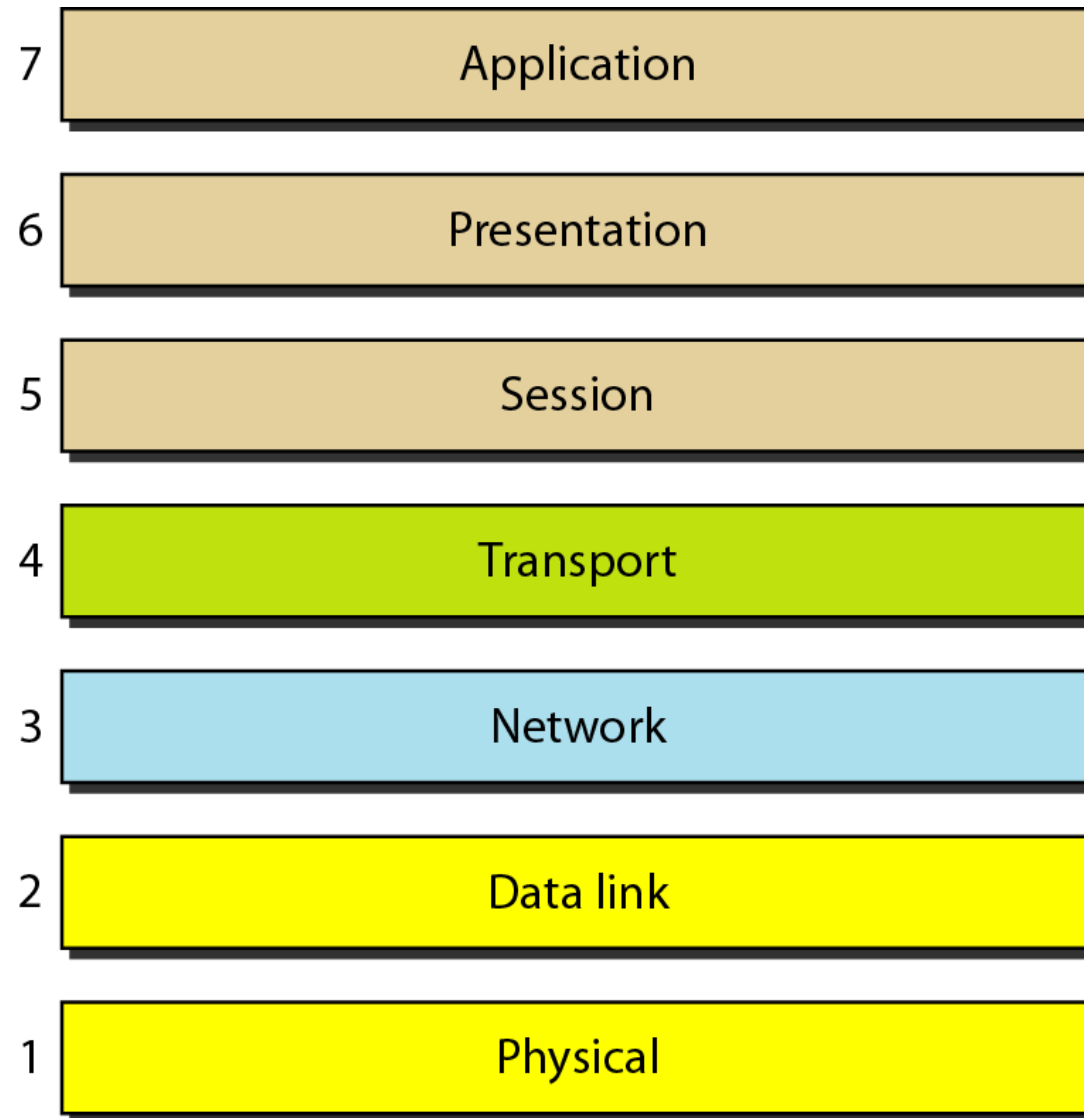 7 Application
6 Presentation
5 Session
4 Transport
3 Network
2 Data link
1 Physical